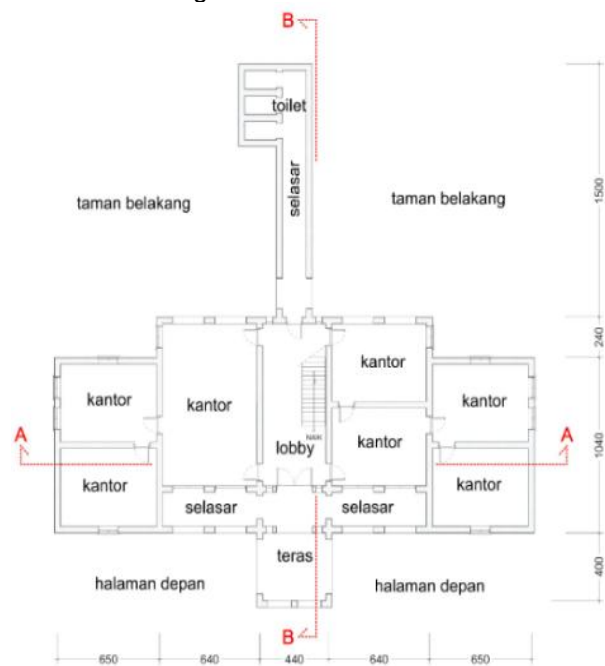 B
toilet
selasar
taman belakang
taman belakang
1500
240
kantor
kantor
kantor
kantor
kantor
NAIK
lobby
A
A
1040
kantor
kantor
selasar
selasar
teras
halaman depan
halaman depan
400
B
650
640
440
640
650